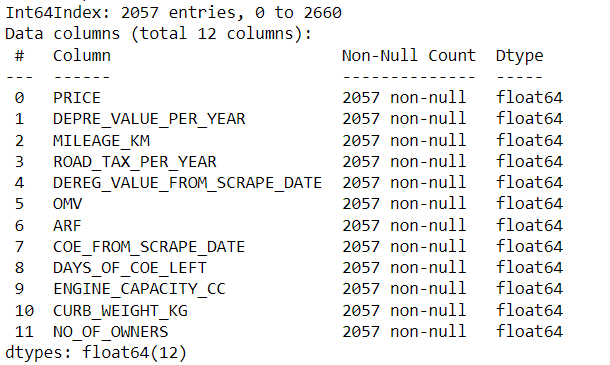 Int64Index: 2057 entries, 0 to 2660
Data columns (total 12 columns):
 #   Column                        Non-Null Count  Dtype
---  ------                        --------------  -----
 0   PRICE                         2057 non-null   float64
 1   DEPRE_VALUE_PER_YEAR          2057 non-null   float64
 2   MILEAGE_KM                    2057 non-null   float64
 3   ROAD_TAX_PER_YEAR             2057 non-null   float64
 4   DEREG_VALUE_FROM_SCRAPE_DATE  2057 non-null   float64
 5   OMV                           2057 non-null   float64
 6   ARF                           2057 non-null   float64
 7   COE_FROM_SCRAPE_DATE          2057 non-null   float64
 8   DAYS_OF_COE_LEFT              2057 non-null   float64
 9   ENGINE_CAPACITY_CC            2057 non-null   float64
 10  CURB_WEIGHT_KG                2057 non-null   float64
 11  NO_OF_OWNERS                  2057 non-null   float64
dtypes: float64(12)